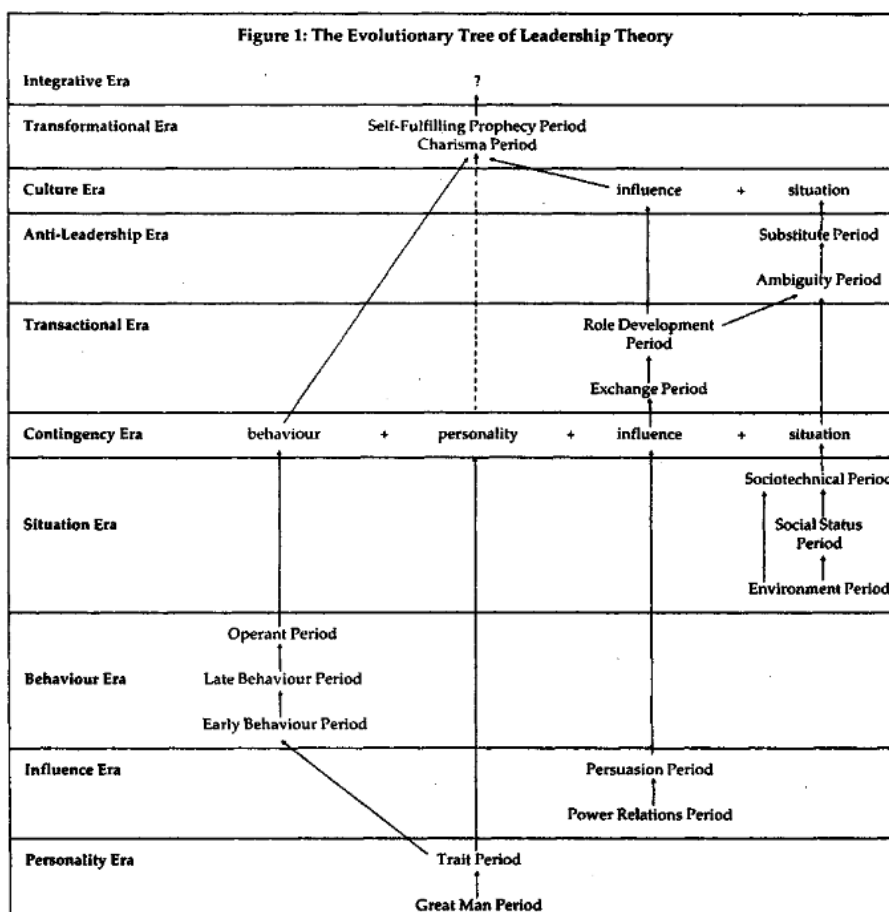 Figure 1: The Evolutionary Tree of Leadership Theory
Integrative Era ?
Transformational Era Self-Fulfilling Prophecy Period
Charisma Period
Culture Era influence + situation
Anti-Leadership Era Substitute Period
Ambiguity Period
Transactional Era Role Development
Period
Exchange Period
Contingency Era behaviour + personality + influence + situation
Sociotechnical Period
Situation Era Social Status
Period
Environment Period
Operant Period
Behaviour Era Late Behaviour Period
Early Behaviour Period
Influence Era Persuasion Period
Power Relations Period
Personality Era Trait Period
Great Man Period